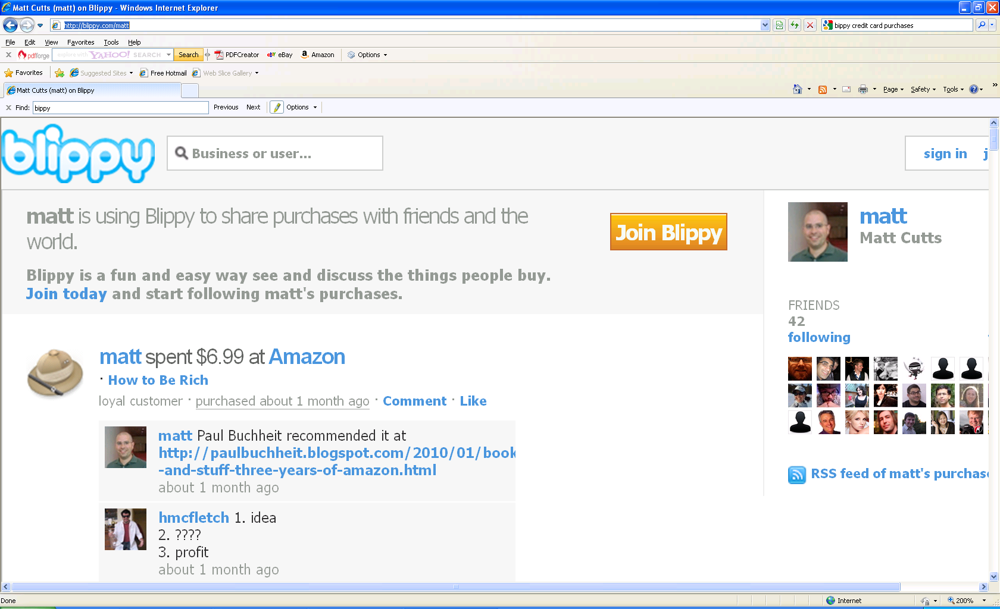 Matt Cutts (matt) on Blippy - Windows Internet Explorer
http://blippy.com/matt
bippy credit card purchases
File Edit View Favorites Tools Help
pdfforge explore with YAHOO! SEARCH Search PDFCreator eBay Amazon Options
Favorites Suggested Sites Free Hotmail Web Slice Gallery
Matt Cutts (matt) on Blippy
Page Safety Tools
Find: bippy Previous Next Options
blippy
Business or user...
sign in j
matt is using Blippy to share purchases with friends and the
world.
Join Blippy
Blippy is a fun and easy way see and discuss the things people buy.
Join today and start following matt's purchases.
matt
Matt Cutts
FRIENDS
42
following
RSS feed of matt's purchase
matt spent $6.99 at Amazon
· How to Be Rich
loyal customer · purchased about 1 month ago · Comment · Like
matt Paul Buchheit recommended it at
http://paulbuchheit.blogspot.com/2010/01/book
-and-stuff-three-years-of-amazon.html
about 1 month ago
hmcfletch 1. idea
2. ????
3. profit
about 1 month ago
Done
Internet
200%